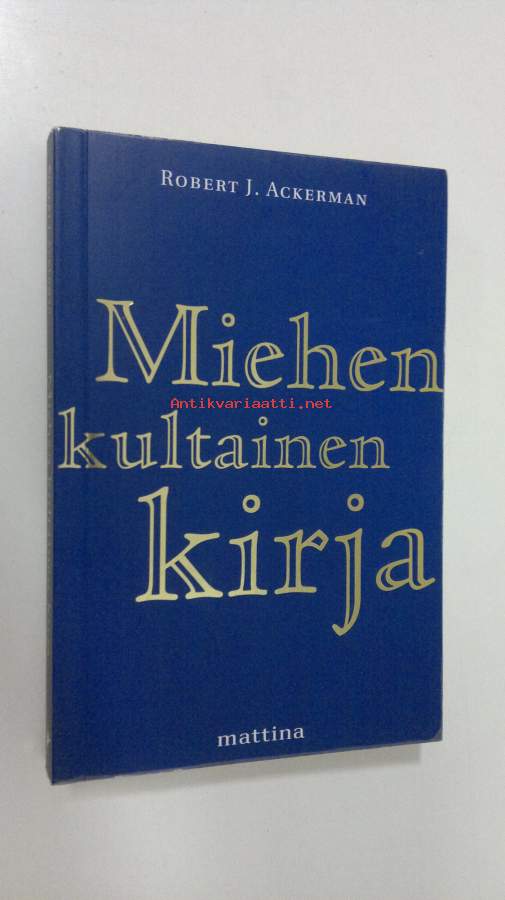 ROBERT J. ACKERMAN
Miehen
Antikvariaatti.net
kultainen
kirja
mattina